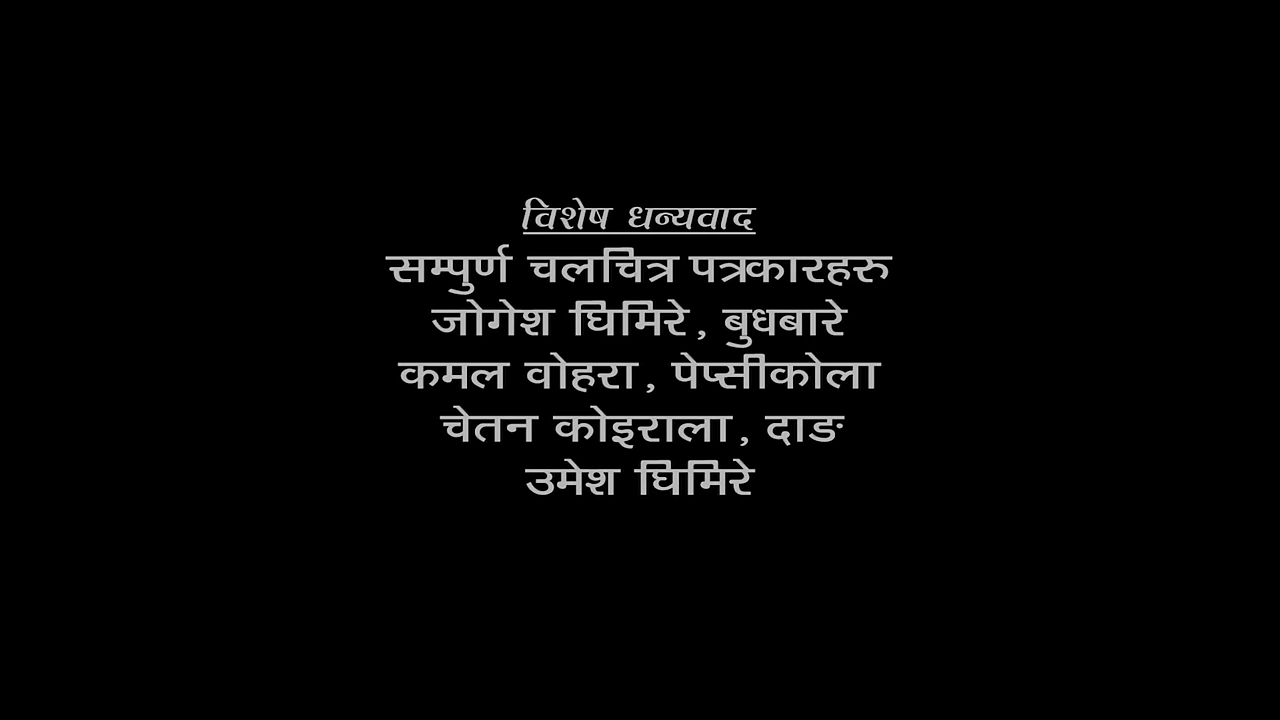 विशेष धन्यवाद
सम्पुर्ण चलचित्र पत्रकारहरु
जोगेश घिमिरे, बुधबारे
कमल वोहरा, पेप्सीकोला
चेतन कोइराला, दाङ
उमेश घिमिरे